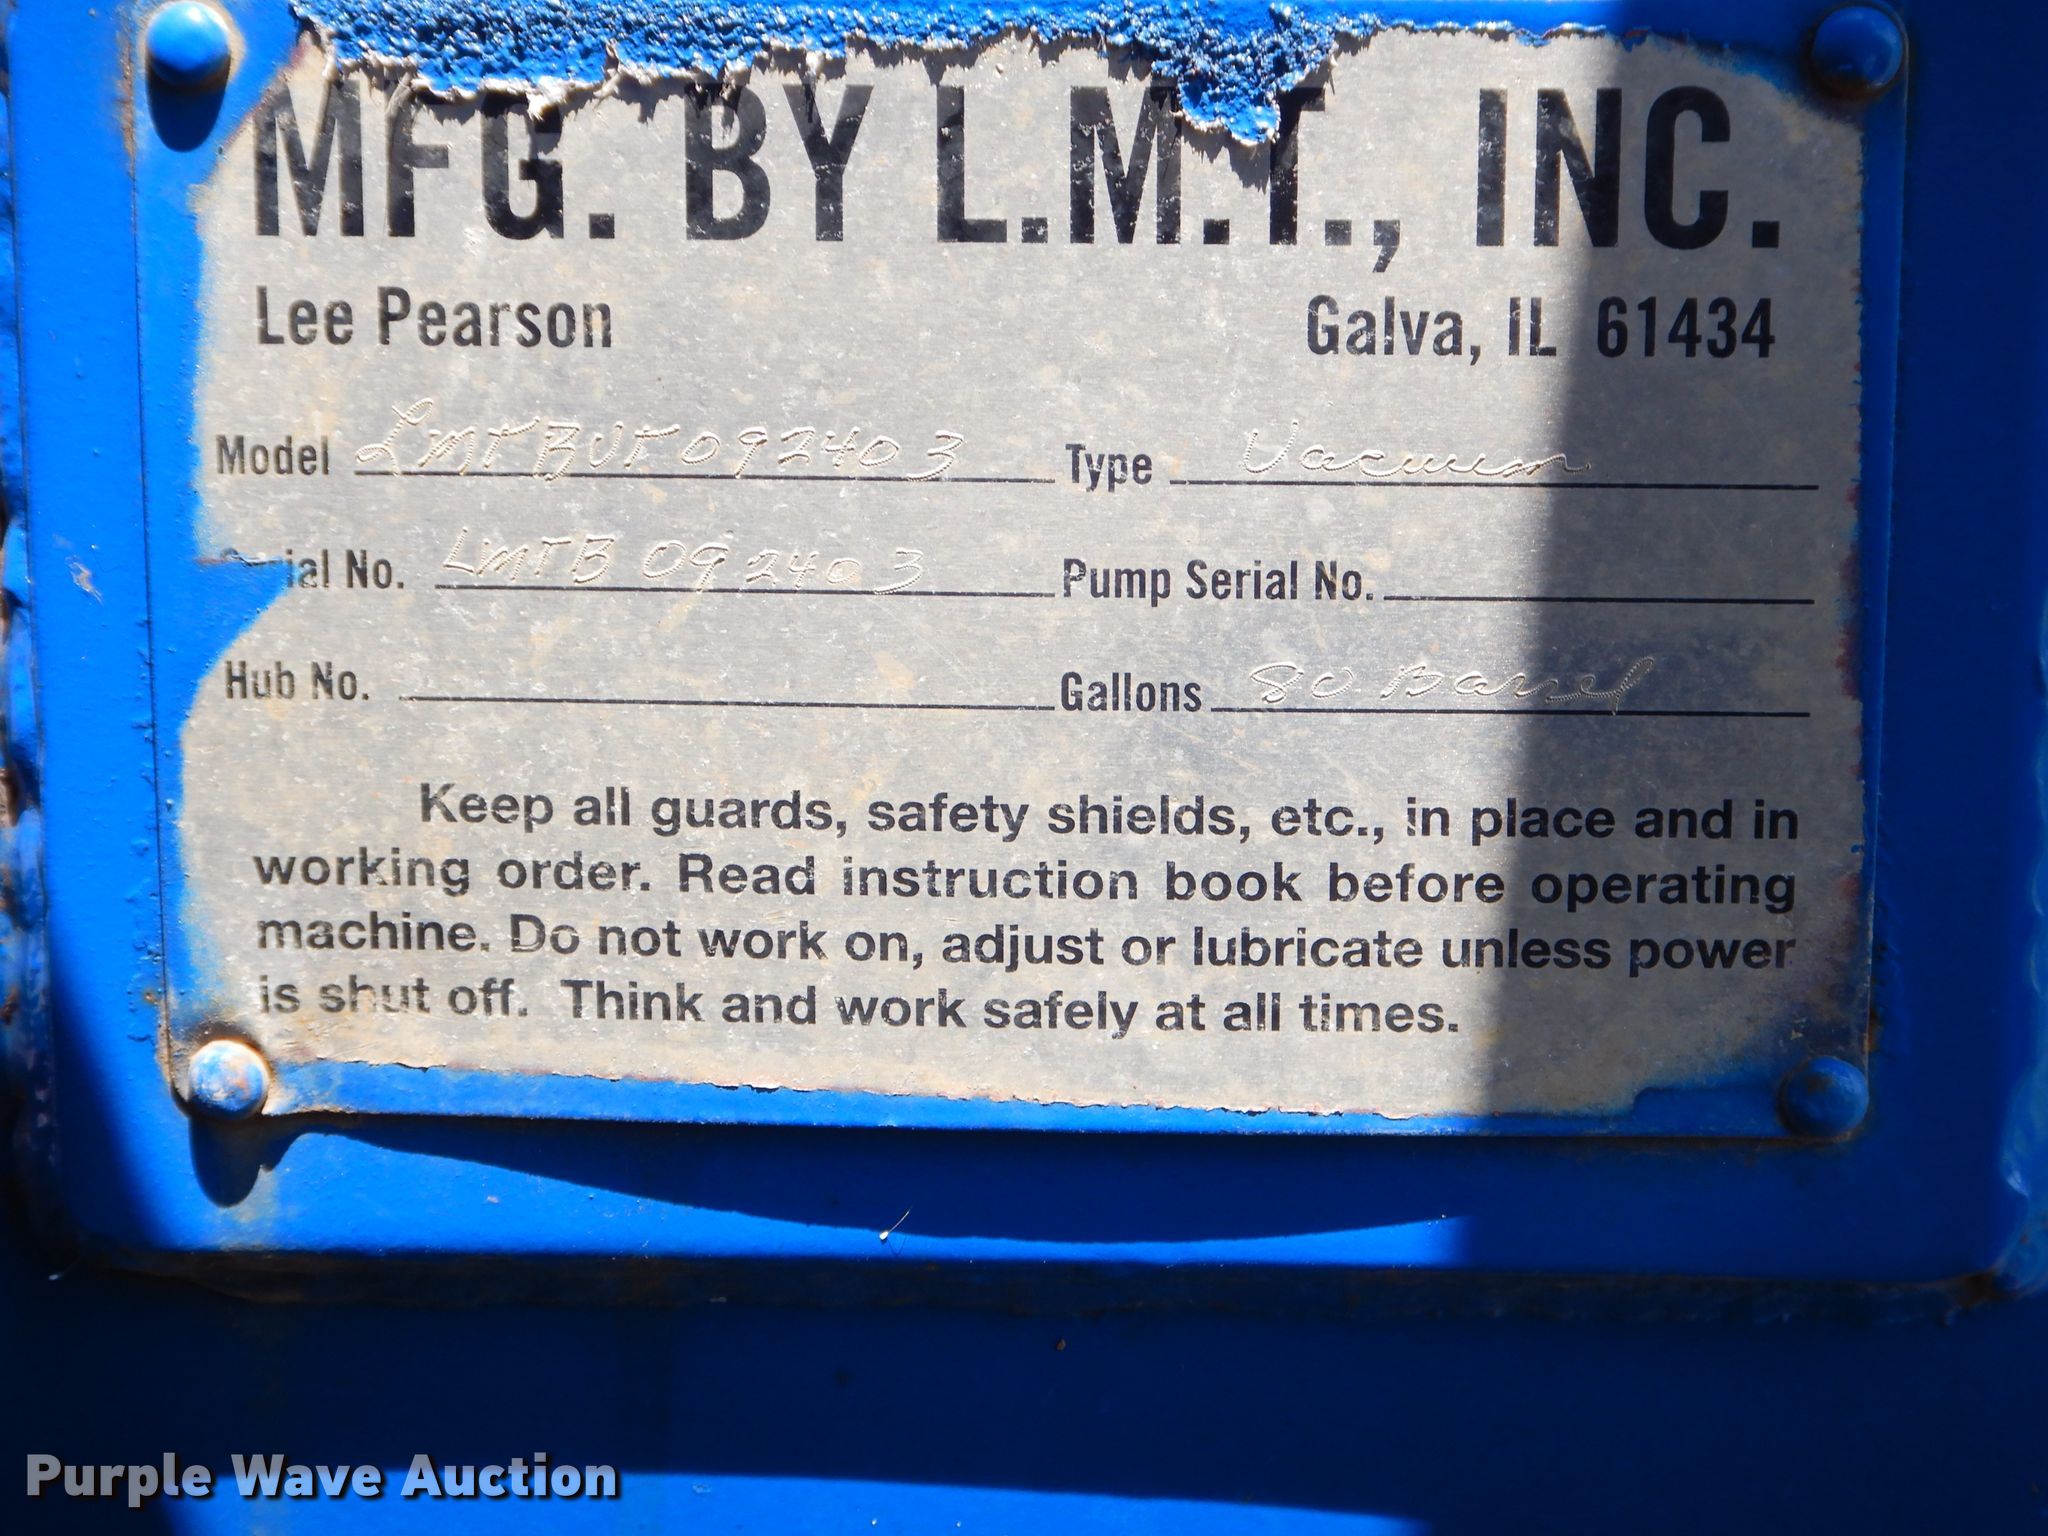 MFG. BY L.M.T., INC.
Lee Pearson Galva, IL 61434
Model LMTBVT092403 Type Vacuum
Serial No. LMTB 092403 Pump Serial No.
Hub No. Gallons 80 Barrel
Keep all guards, safety shields, etc., in place and in
working order. Read instruction book before operating
machine. Do not work on, adjust or lubricate unless power
is shut off. Think and work safely at all times.
Purple Wave Auction